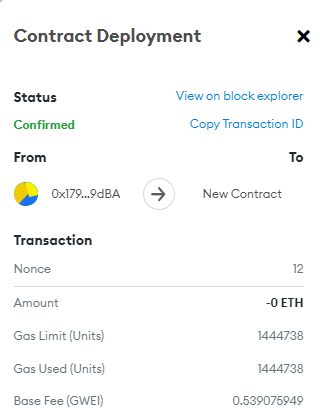 Contract Deployment
Status
View on block explorer
Confirmed
Copy Transaction ID
From
To
0x179...9dBA
New Contract
Transaction
Nonce
12
Amount
-0 ETH
Gas Limit (Units)
1444738
Gas Used (Units)
1444738
Base Fee (GWEI)
0.539075949